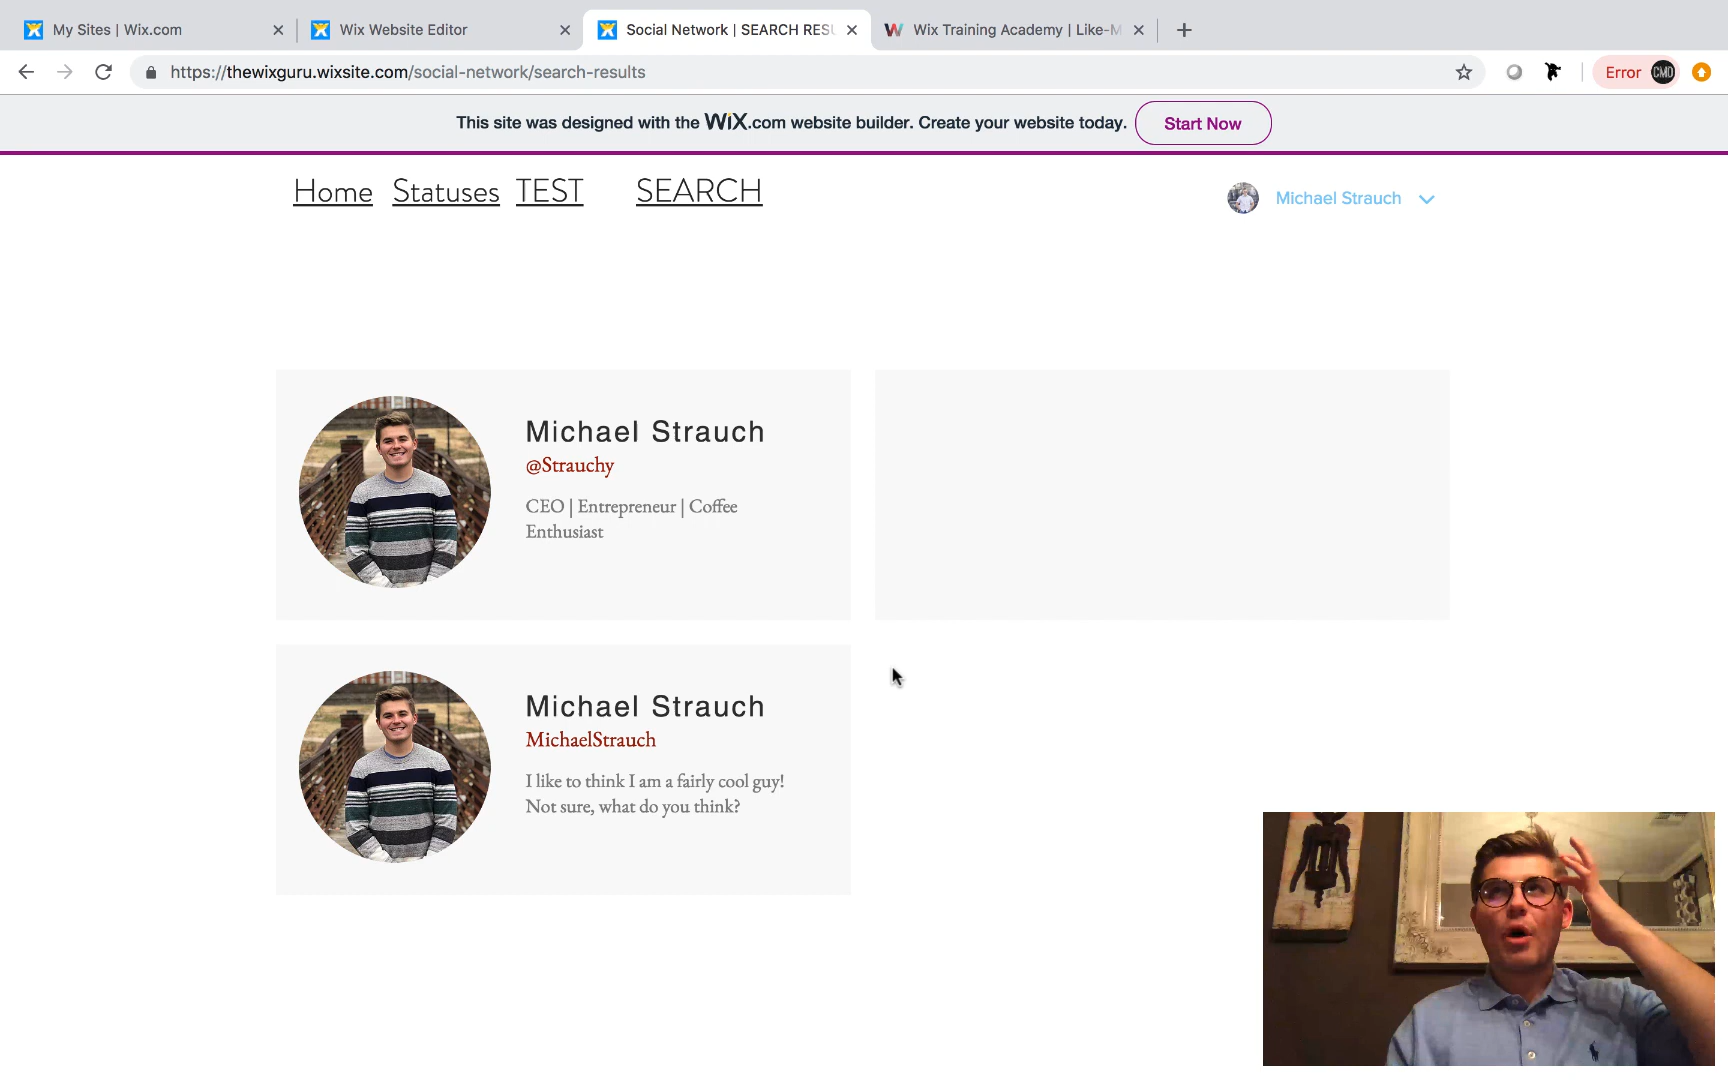 My Sites | Wix.com
Wix Website Editor
Social Network | SEARCH RESU
Wix Training Academy | Like-M
https://thewixguru.wixsite.com/social-network/search-results
Error
CMD
This site was designed with the WiX.com website builder. Create your website today.
Start Now
Home Statuses TEST SEARCH
Michael Strauch
Michael Strauch
@Strauchy
CEO | Entrepreneur | Coffee
Enthusiast
Michael Strauch
MichaelStrauch
I like to think I am a fairly cool guy!
Not sure, what do you think?